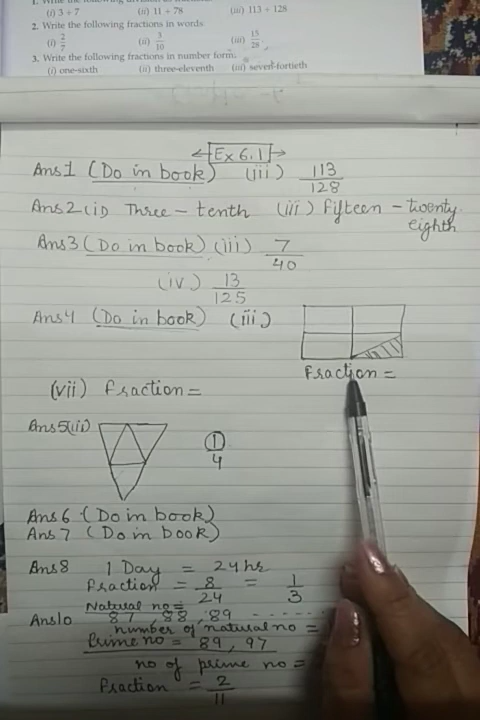 (i) 3 ÷ 7 (ii) 11 ÷ 78 (iii) 113 ÷ 128
2. Write the following fractions in words
(i) 2/7 (ii) 3/10 (iii) 15/28
3. Write the following fractions in number form.
(i) one-sixth (ii) three-eleventh (iii) seven-fortieth
Ex 6.1
Ans1 (Do in book) (iii) 113/128
Ans2 (ii) Three - tenth (iii) Fifteen - twenty
eighth
Ans3 (Do in book) (iii) 7/40
(iv) 13/125
Ans4 (Do in book) (iii)
Fraction =
(vii) Fraction =
Ans5(ii) 1/4
Ans6 (Do in book)
Ans7 (Do in book)
Ans8 1 Day = 24hr
Fraction = 8/24 = 1/3
Natural no =
Ans10 87, 88, 89 ------
number of natural no =
Prime no = 89, 97
no of prime no =
Fraction = 2/11